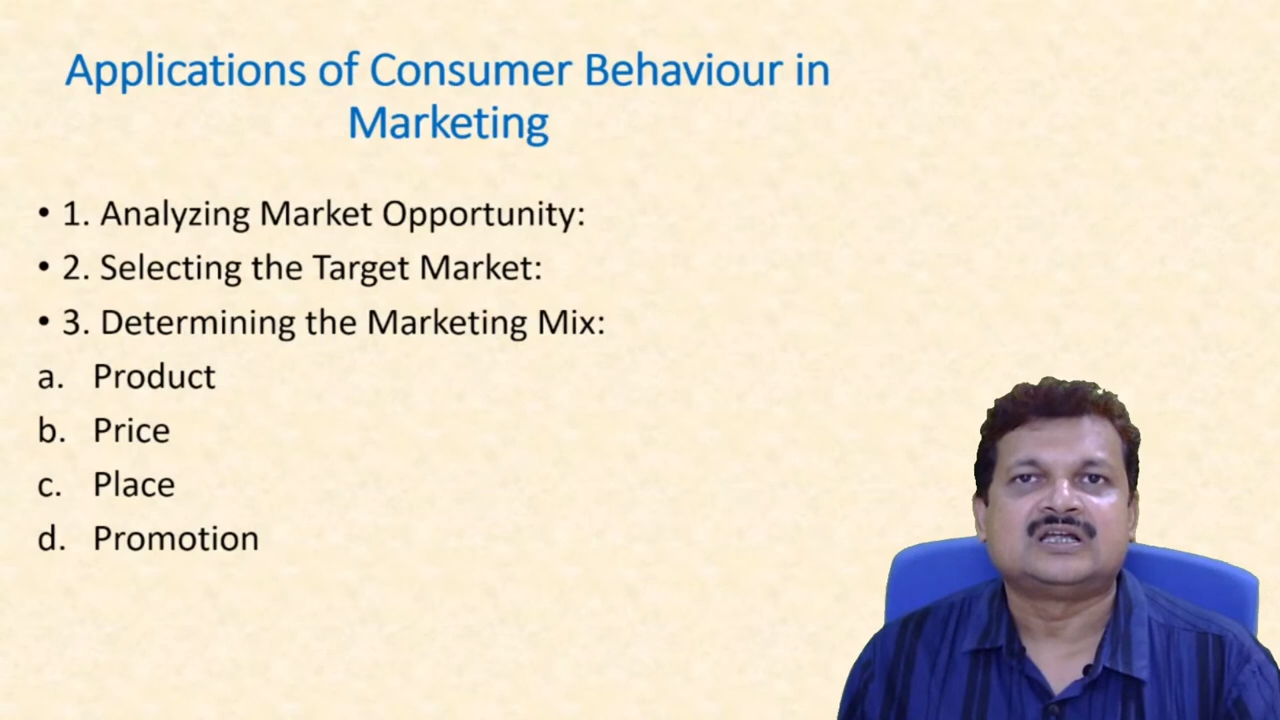 Applications of Consumer Behaviour in
Marketing
• 1. Analyzing Market Opportunity:
• 2. Selecting the Target Market:
• 3. Determining the Marketing Mix:
a. Product
b. Price
c. Place
d. Promotion